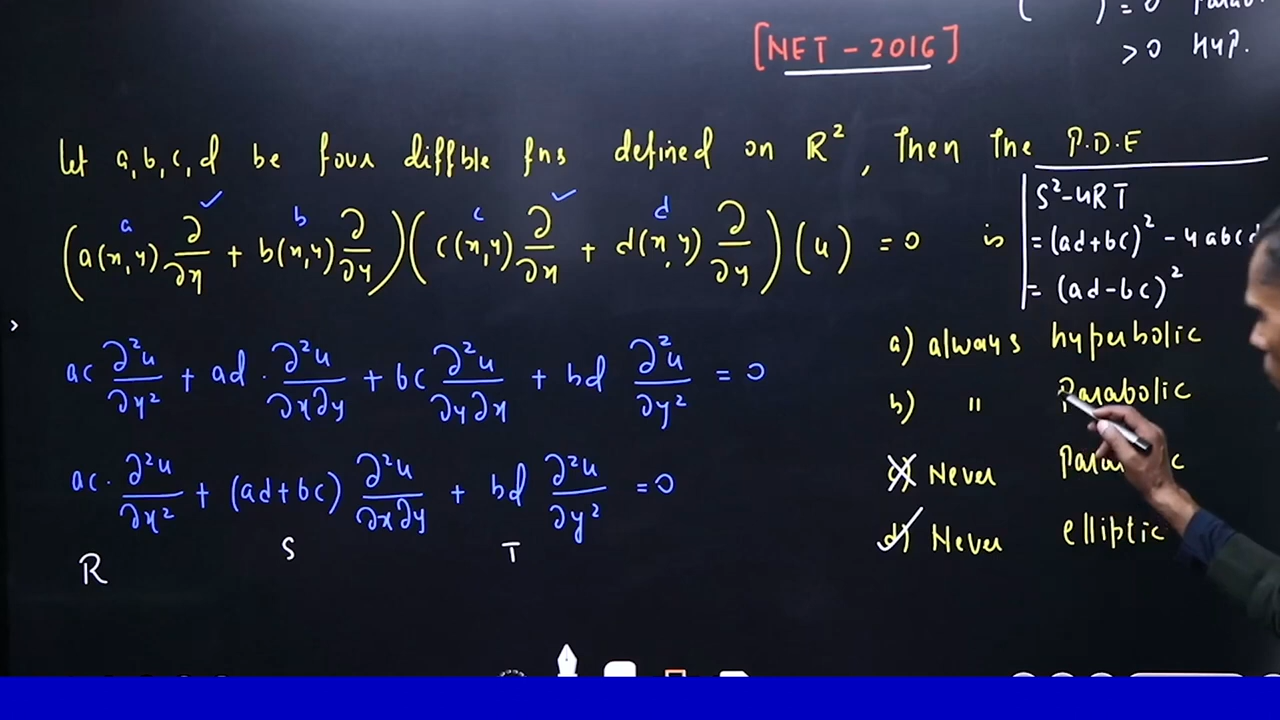 ( ) = 0 Parab
[NET - 2016]
> 0 Hyp.
Let a, b, c, d be four diffble fns defined on R², Then the P.D.E
(a(x,y) ∂/∂x + b(x,y) ∂/∂y)(c(x,y) ∂/∂x + d(x,y) ∂/∂y)(u) = 0 is
a b c d
S²-4RT
= (ad+bc)² - 4abcd
= (ad-bc)²
ac ∂²u/∂x² + ad · ∂²u/∂x∂y + bc ∂²u/∂y∂x + bd ∂²u/∂y² = 0
a) always hyperbolic
b) " Parabolic
ac · ∂²u/∂x² + (ad+bc) ∂²u/∂x∂y + bd ∂²u/∂y² = 0
R S T
c) Never
d) Never elliptic